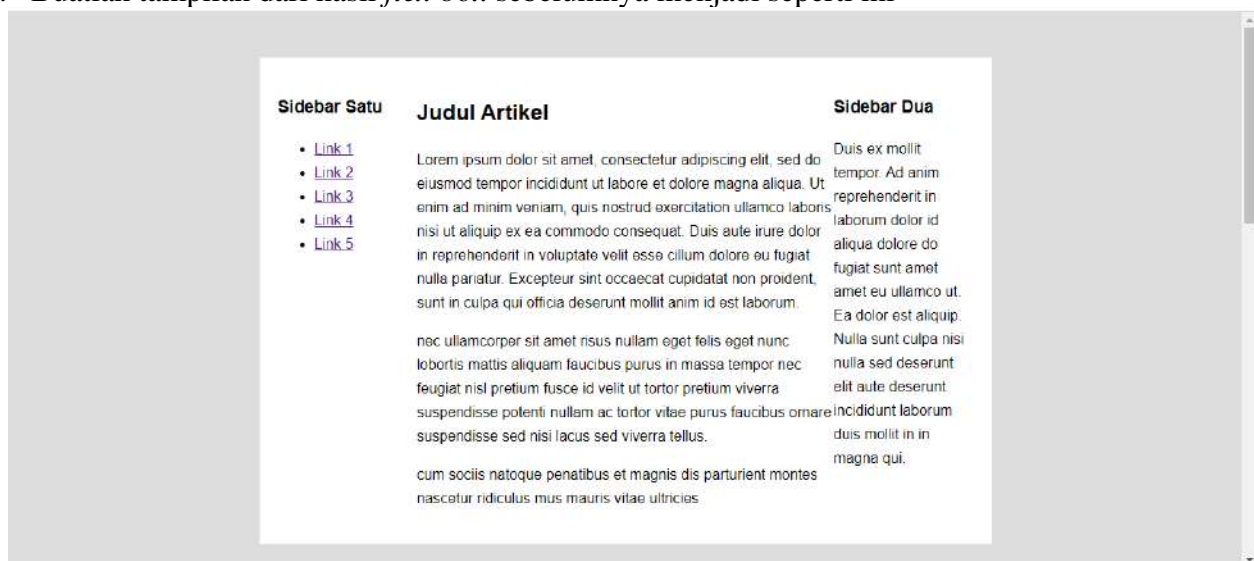 Buatlah tampilan dari hasil sebelumnya menjadi seperti ini
Sidebar Satu
Link 1
Link 2
Link 3
Link 4
Link 5
Judul Artikel
Lorem ipsum dolor sit amet, consectetur adipiscing elit, sed do
eiusmod tempor incididunt ut labore et dolore magna aliqua. Ut
enim ad minim veniam, quis nostrud exercitation ullamco laboris
nisi ut aliquip ex ea commodo consequat. Duis aute irure dolor
in reprehenderit in voluptate velit esse cillum dolore eu fugiat
nulla pariatur. Excepteur sint occaecat cupidatat non proident,
sunt in culpa qui officia deserunt mollit anim id est laborum.
nec ullamcorper sit amet risus nullam eget felis eget nunc
lobortis mattis aliquam faucibus purus in massa tempor nec
feugiat nisl pretium fusce id velit ut tortor pretium viverra
suspendisse potenti nullam ac tortor vitae purus faucibus ornare
suspendisse sed nisi lacus sed viverra tellus.
cum sociis natoque penatibus et magnis dis parturient montes
nascetur ridiculus mus mauris vitae ultricies
Sidebar Dua
Duis ex mollit
tempor. Ad anim
reprehenderit in
laborum dolor id
aliqua dolore do
fugiat sunt amet
amet eu ullamco ut.
Ea dolor est aliquip.
Nulla sunt culpa nisi
nulla sed deserunt
elit aute deserunt
incididunt laborum
duis mollit in in
magna qui.